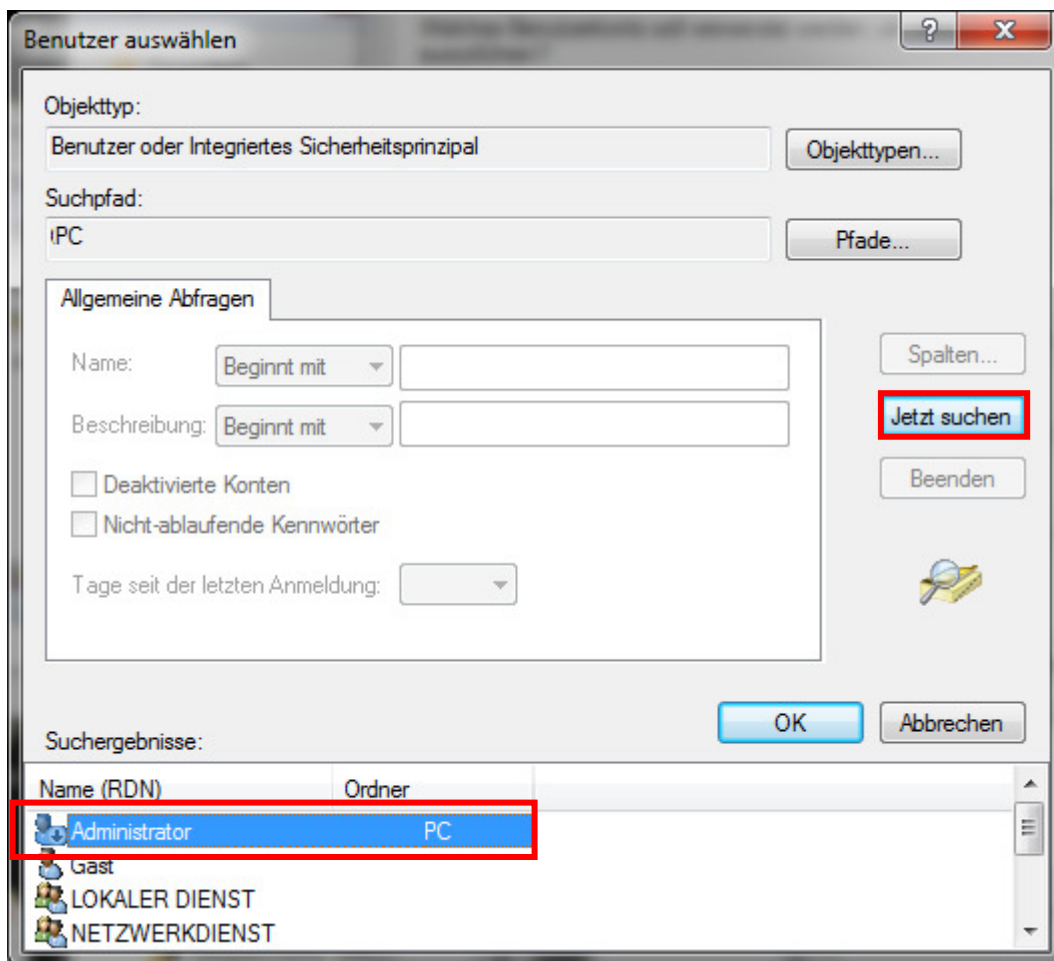 Benutzer auswählen
Objekttyp:
Benutzer oder Integriertes Sicherheitsprinzipal
Objekttypen...
Suchpfad:
PC
Pfade...
Allgemeine Abfragen
Name:
Beginnt mit
Spalten...
Beschreibung:
Beginnt mit
Jetzt suchen
Deaktivierte Konten
Beenden
Nicht-ablaufende Kennwörter
Tage seit der letzten Anmeldung:
OK
Abbrechen
Suchergebnisse:
Name (RDN) Ordner
Administrator PC
Gast
LOKALER DIENST
NETZWERKDIENST